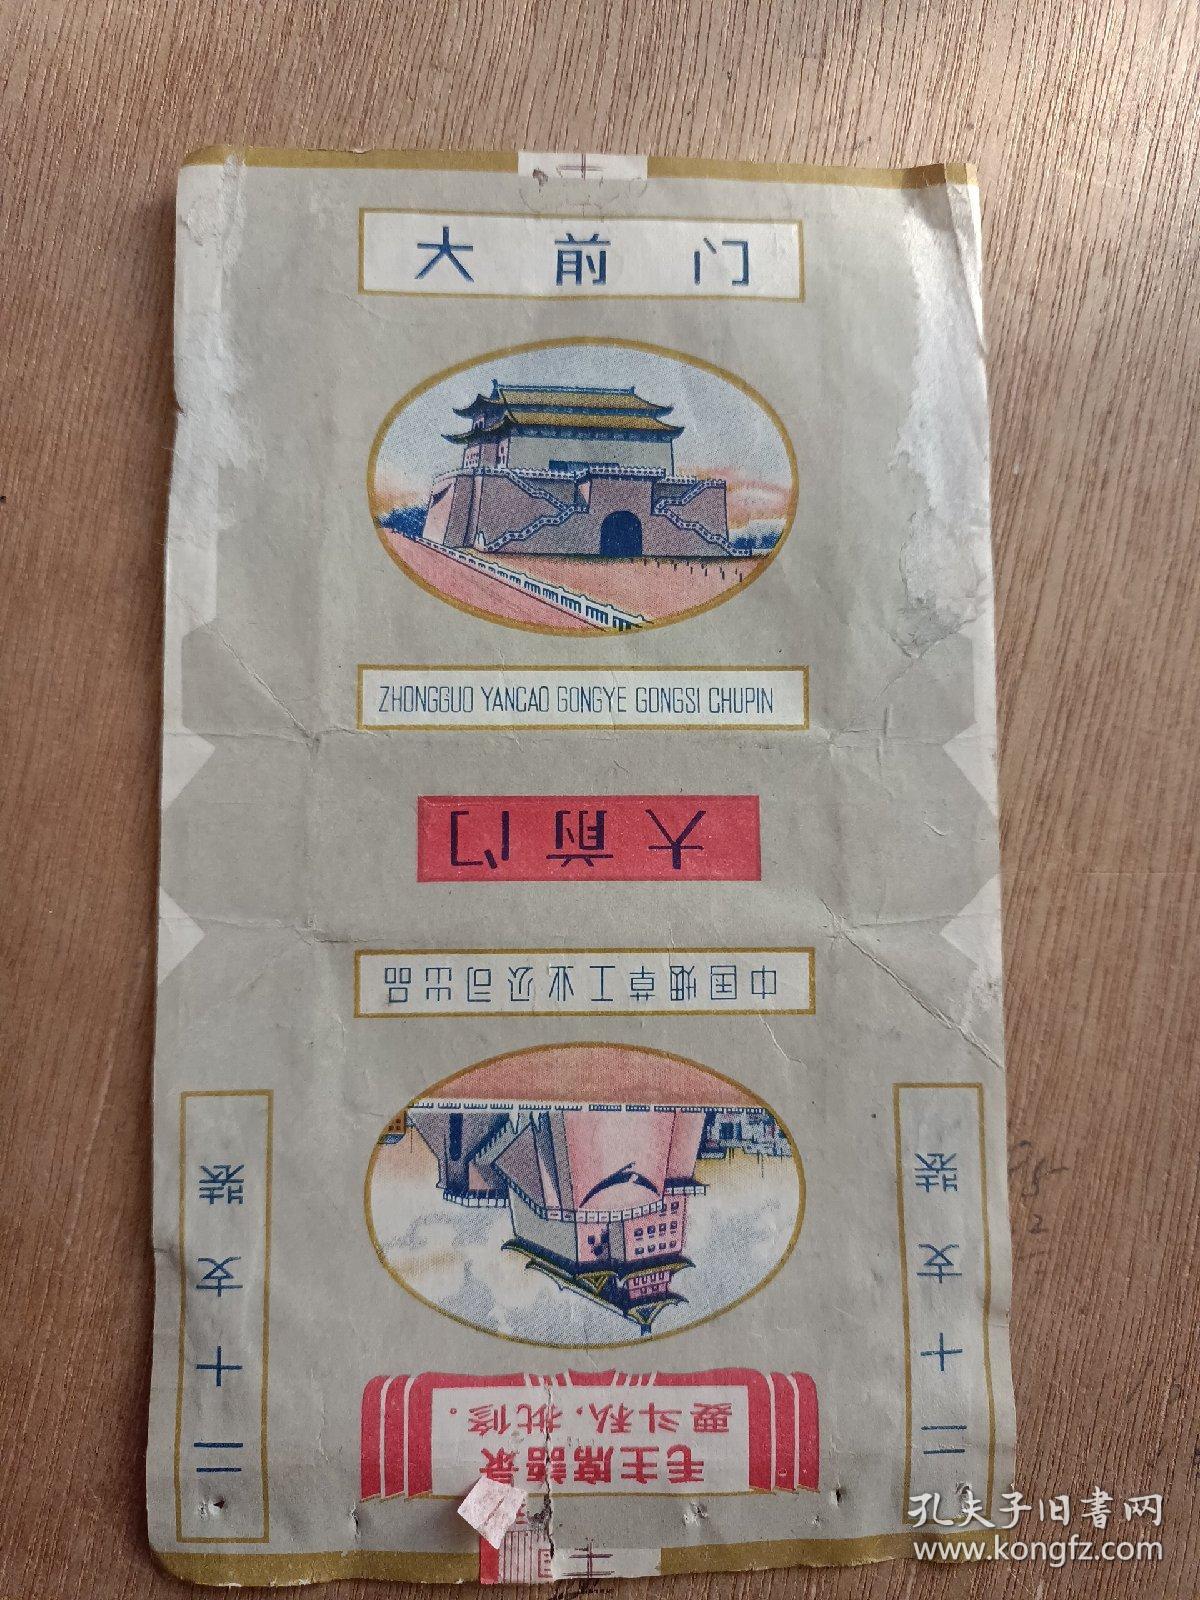 大前门
ZHONGGUO YANCAO GONGYE GONGSI CHUPIN
大前门
中国烟草工业公司出品
毛主席語录
要斗私，批修．
二十支装
二十支装
孔夫子旧書网
www.kongfz.com